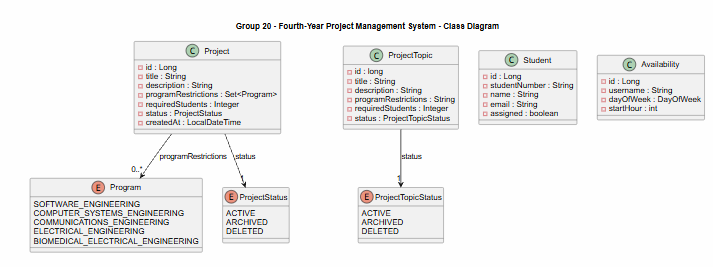 Group 20 - Fourth-Year Project Management System - Class Diagram
C Project
id : Long
title : String
description : String
programRestrictions : Set<Program>
requiredStudents : Integer
status : ProjectStatus
createdAt : LocalDateTime
C ProjectTopic
id : long
title : String
description : String
programRestrictions : String
requiredStudents : Integer
status : ProjectTopicStatus
C Student
id : Long
studentNumber : String
name : String
email : String
assigned : boolean
C Availability
id : Long
username : String
dayOfWeek : DayOfWeek
startHour : int
programRestrictions
status
status
0..*
1
1
E Program
SOFTWARE_ENGINEERING
COMPUTER_SYSTEMS_ENGINEERING
COMMUNICATIONS_ENGINEERING
ELECTRICAL_ENGINEERING
BIOMEDICAL_ELECTRICAL_ENGINEERING
E ProjectStatus
ACTIVE
ARCHIVED
DELETED
E ProjectTopicStatus
ACTIVE
ARCHIVED
DELETED